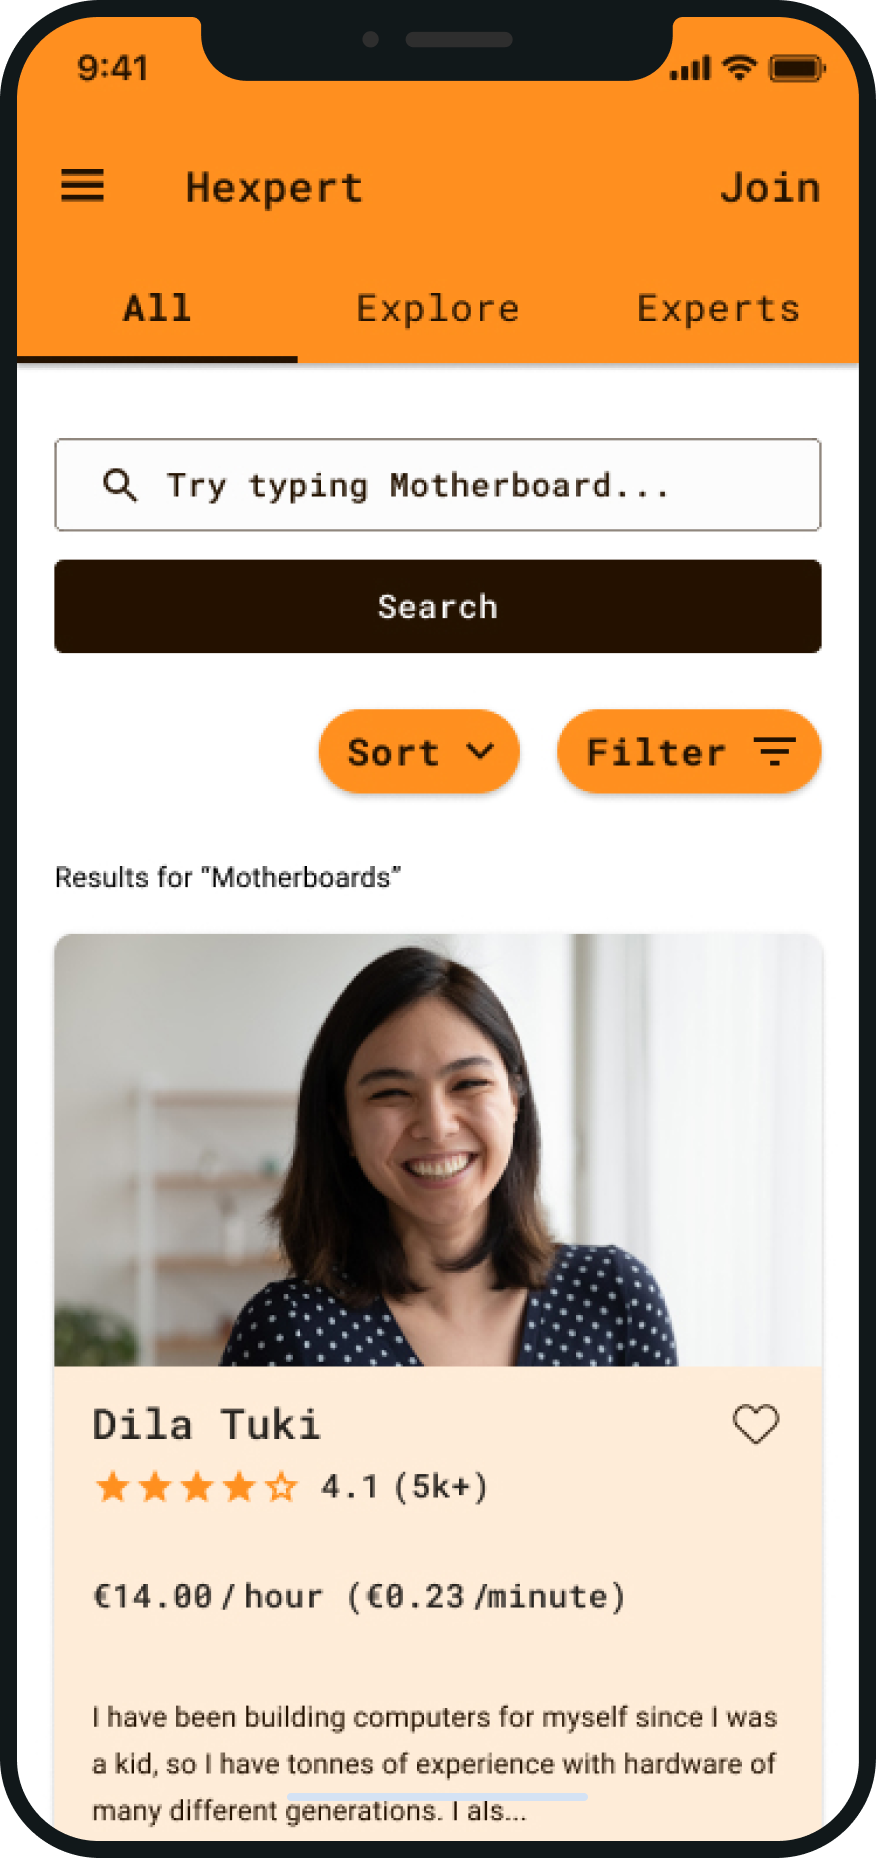 9:41
Hexpert Join
All Explore Experts
Try typing Motherboard...
Search
Sort Filter
Results for “Motherboards”
Dila Tuki
4.1 (5k+)
€14.00 / hour (€0.23 /minute)
I have been building computers for myself since I was
a kid, so I have tonnes of experience with hardware of
many different generations. I als...